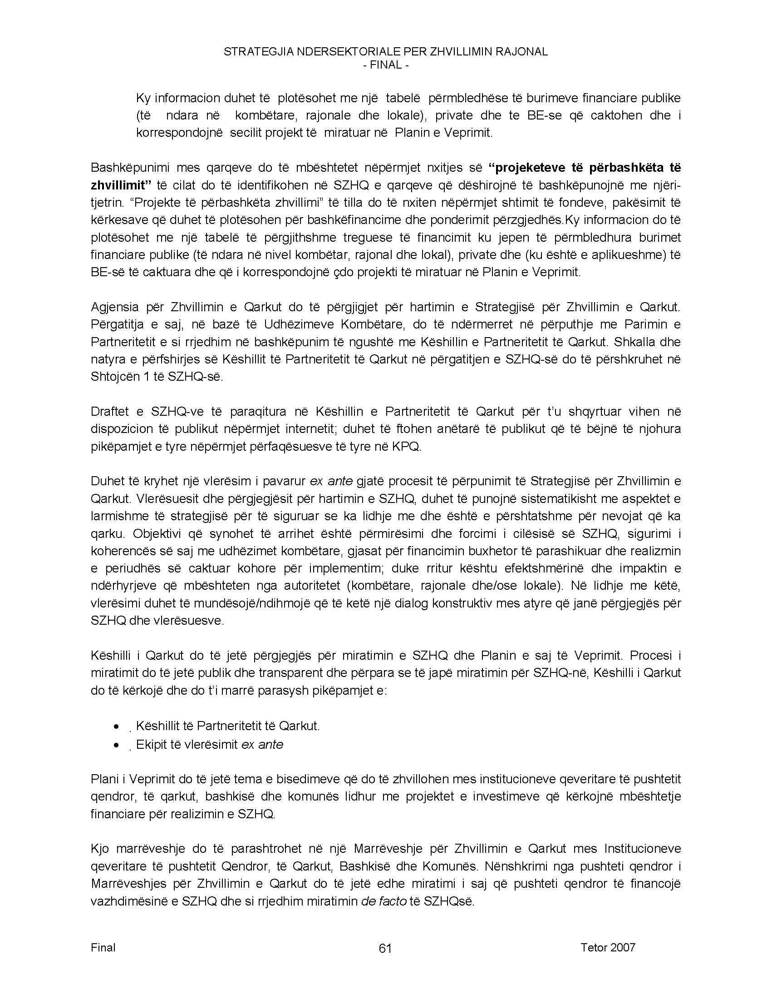 STRATEGJIA NDERSEKTORIALE PER ZHVILLIMIN RAJONAL
- FINAL -
Ky informacion duhet të plotësohet me një tabelë përmbledhëse të burimeve financiare publike
(të ndara në kombëtare, rajonale dhe lokale), private dhe te BE-se që caktohen dhe i
korrespondojnë secilit projekt të miratuar në Planin e Veprimit.
Bashkëpunimi mes qarqeve do të mbështetet nëpërmjet nxitjes së “projeketeve të përbashkëta të
zhvillimit” të cilat do të identifikohen në SZHQ e qarqeve që dëshirojnë të bashkëpunojnë me njëri-
tjetrin. “Projekte të përbashkëta zhvillimi” të tilla do të nxiten nëpërmjet shtimit të fondeve, pakësimit të
kërkesave që duhet të plotësohen për bashkëfinancime dhe ponderimit përzgjedhës.Ky informacion do të
plotësohet me një tabelë të përgjithshme treguese të financimit ku jepen të përmbledhura burimet
financiare publike (të ndara në nivel kombëtar, rajonal dhe lokal), private dhe (ku është e aplikueshme) të
BE-së të caktuara dhe që i korrespondojnë çdo projekti të miratuar në Planin e Veprimit.
Agjensia për Zhvillimin e Qarkut do të përgjigjet për hartimin e Strategjisë për Zhvillimin e Qarkut.
Përgatitja e saj, në bazë të Udhëzimeve Kombëtare, do të ndërmerret në përputhje me Parimin e
Partneritetit e si rrjedhim në bashkëpunim të ngushtë me Këshillin e Partneritetit të Qarkut. Shkalla dhe
natyra e përfshirjes së Këshillit të Partneritetit të Qarkut në përgatitjen e SZHQ-së do të përshkruhet në
Shtojcën 1 të SZHQ-së.
Draftet e SZHQ-ve të paraqitura në Këshillin e Partneritetit të Qarkut për t’u shqyrtuar vihen në
dispozicion të publikut nëpërmjet internetit; duhet të ftohen anëtarë të publikut që të bëjnë të njohura
pikëpamjet e tyre nëpërmjet përfaqësuesve të tyre në KPQ.
Duhet të kryhet një vlerësim i pavarur ex ante gjatë procesit të përpunimit të Strategjisë për Zhvillimin e
Qarkut. Vlerësuesit dhe përgjegjësit për hartimin e SZHQ, duhet të punojnë sistematikisht me aspektet e
larmishme të strategjisë për të siguruar se ka lidhje me dhe është e përshtatshme për nevojat që ka
qarku. Objektivi që synohet të arrihet është përmirësimi dhe forcimi i cilësisë së SZHQ, sigurimi i
koherencës së saj me udhëzimet kombëtare, gjasat për financimin buxhetor të parashikuar dhe realizmin
e periudhës së caktuar kohore për implementim; duke rritur kështu efektshmërinë dhe impaktin e
ndërhyrjeve që mbështeten nga autoritetet (kombëtare, rajonale dhe/ose lokale). Në lidhje me këtë,
vlerësimi duhet të mundësojë/ndihmojë që të ketë një dialog konstruktiv mes atyre që janë përgjegjës për
SZHQ dhe vlerësuesve.
Këshilli i Qarkut do të jetë përgjegjës për miratimin e SZHQ dhe Planin e saj të Veprimit. Procesi i
miratimit do të jetë publik dhe transparent dhe përpara se të japë miratimin për SZHQ-në, Këshilli i Qarkut
do të kërkojë dhe do t’i marrë parasysh pikëpamjet e:
• . Këshillit të Partneritetit të Qarkut.
• . Ekipit të vlerësimit ex ante
Plani i Veprimit do të jetë tema e bisedimeve që do të zhvillohen mes institucioneve qeveritare të pushtetit
qendror, të qarkut, bashkisë dhe komunës lidhur me projektet e investimeve që kërkojnë mbështetje
financiare për realizimin e SZHQ.
Kjo marrëveshje do të parashtrohet në një Marrëveshje për Zhvillimin e Qarkut mes Institucioneve
qeveritare të pushtetit Qendror, të Qarkut, Bashkisë dhe Komunës. Nënshkrimi nga pushteti qendror i
Marrëveshjes për Zhvillimin e Qarkut do të jetë edhe miratimi i saj që pushteti qendror të financojë
vazhdimësinë e SZHQ dhe si rrjedhim miratimin de facto të SZHQsë.
Final 61 Tetor 2007